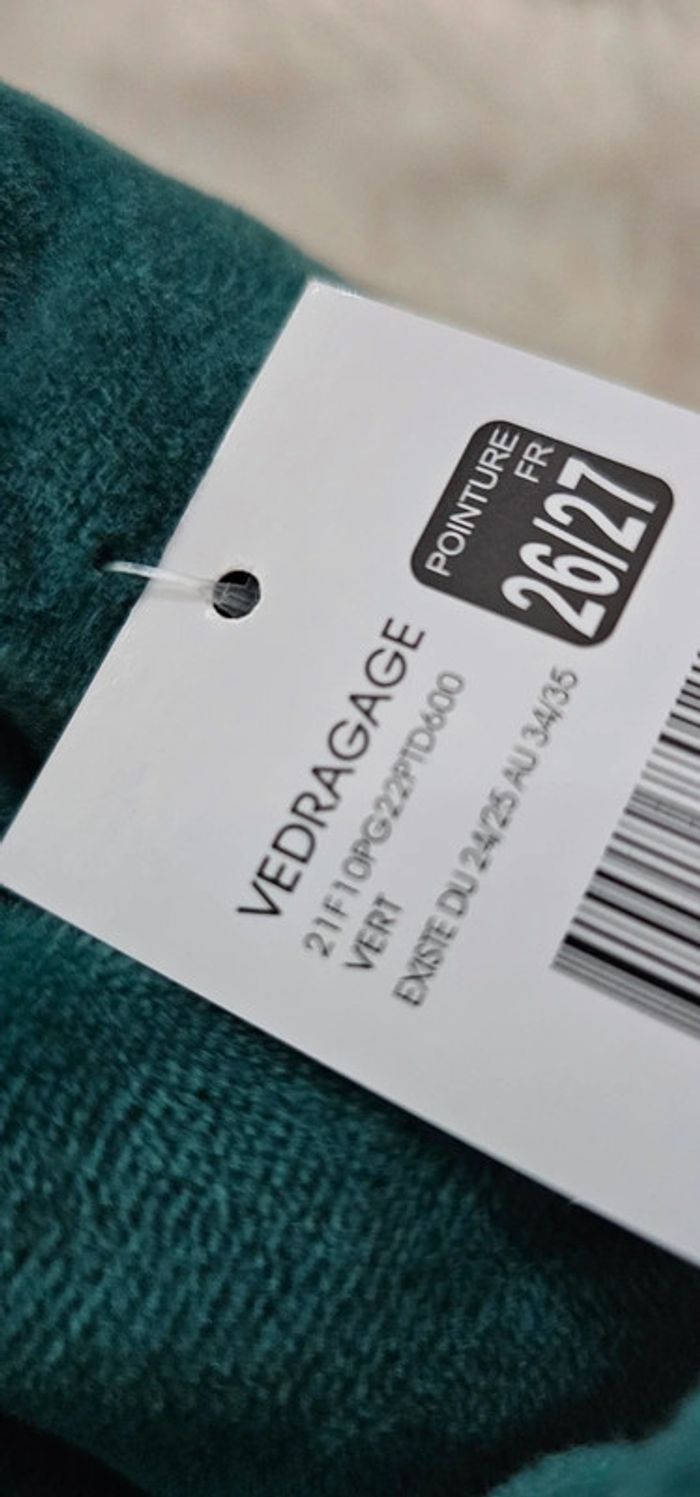 POINTURE
FR
26/27
VEDRAGAGE
21F10PG22PTD600
VERT
EXISTE DU 24/25 AU 34/35